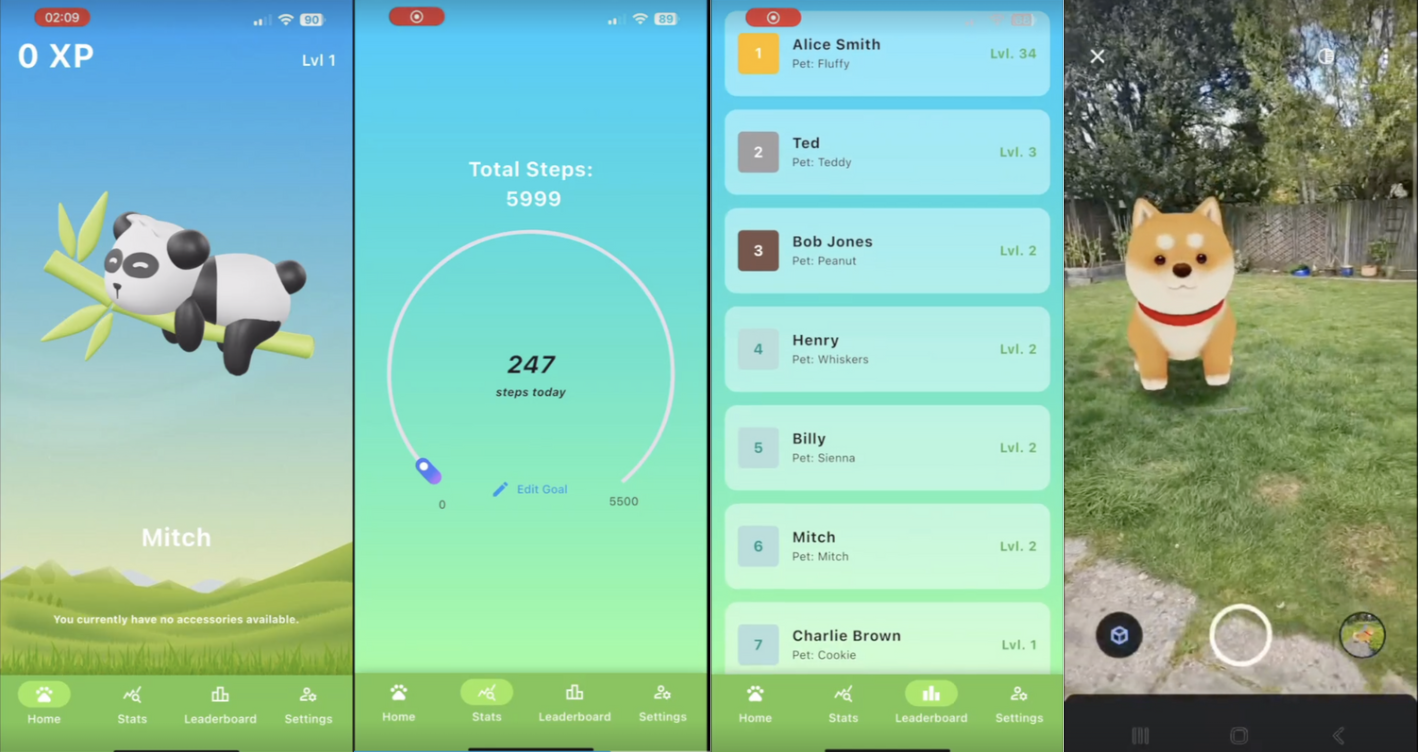 02:09
90
0 XP
Lvl 1
Mitch
You currently have no accessories available.
Home
Stats
Leaderboard
Settings
89
Total Steps:
5999
247
steps today
0
Edit Goal
5500
Home
Stats
Leaderboard
Settings
1
Alice Smith
Pet: Fluffy
Lvl. 34
2
Ted
Pet: Teddy
Lvl. 3
3
Bob Jones
Pet: Peanut
Lvl. 2
4
Henry
Pet: Whiskers
Lvl. 2
5
Billy
Pet: Sienna
Lvl. 2
6
Mitch
Pet: Mitch
Lvl. 2
7
Charlie Brown
Pet: Cookie
Lvl. 1
Home
Stats
Leaderboard
Settings